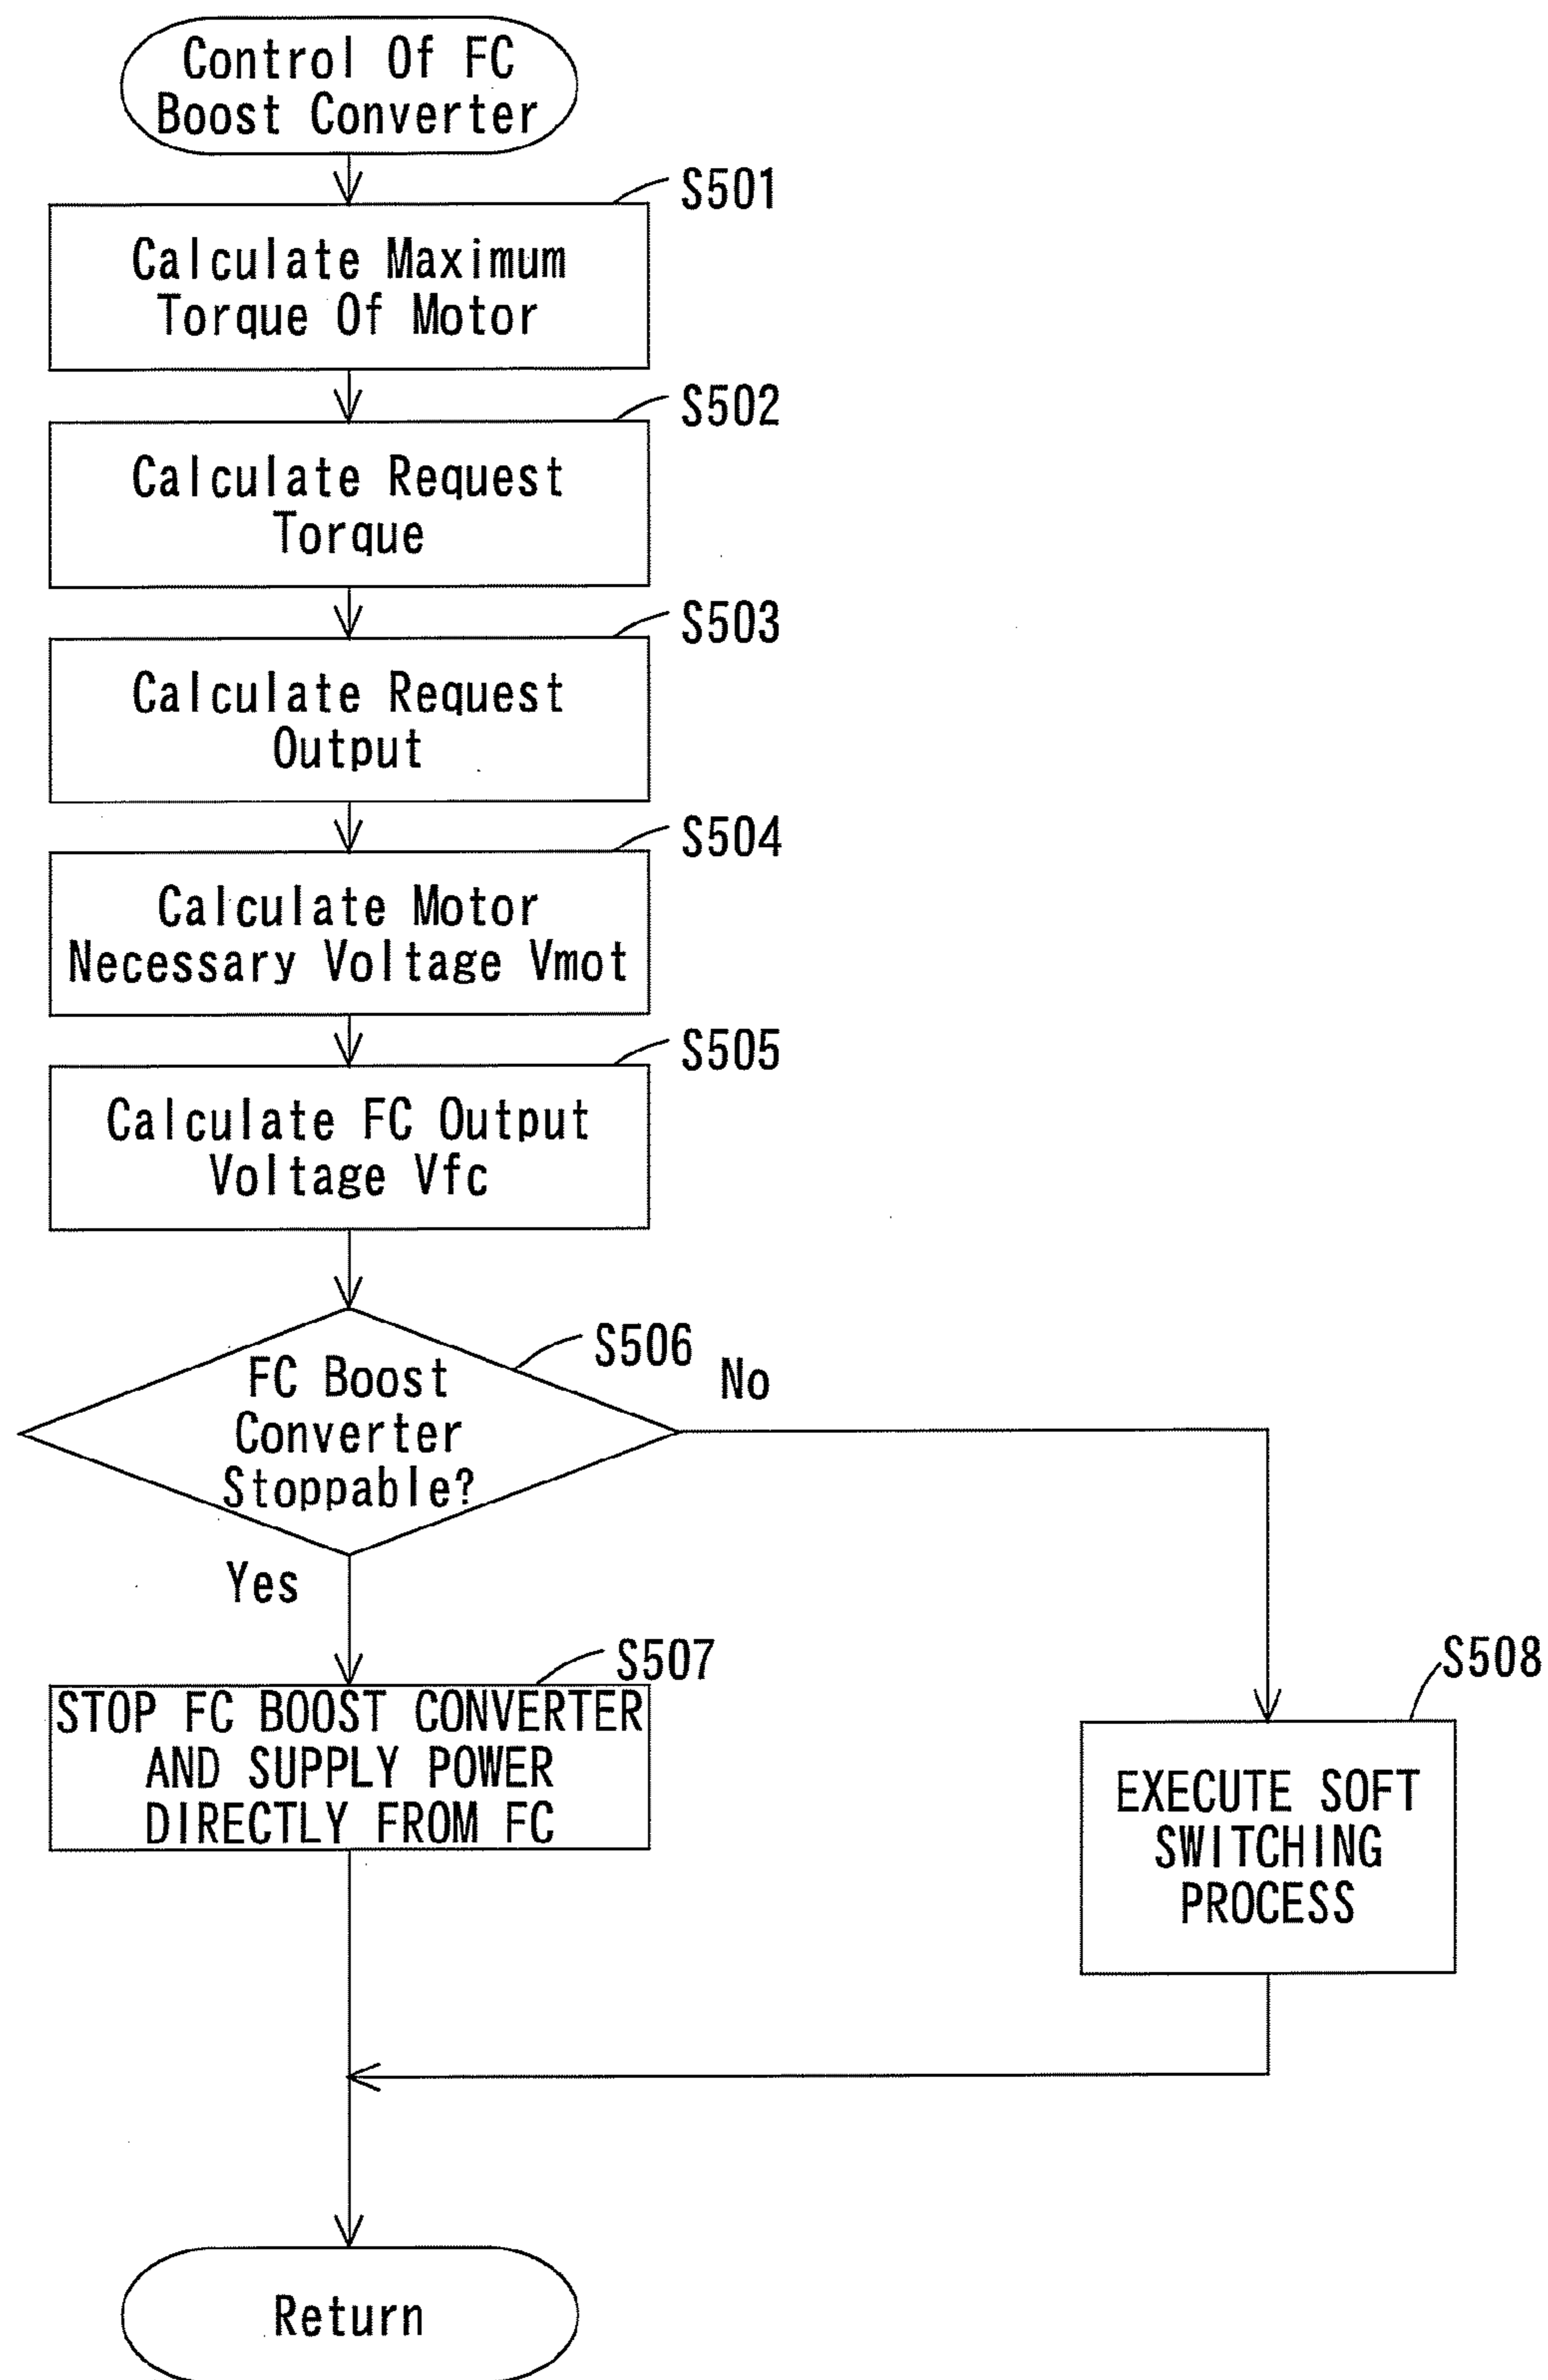 Control Of FC
Boost Converter
S501
Calculate Maximum
Torque Of Motor
S502
Calculate Request
Torque
S503
Calculate Request
Output
S504
Calculate Motor
Necessary Voltage Vmot
S505
Calculate FC Output
Voltage Vfc
S506
FC Boost
Converter
Stoppable?
No
Yes
S507
STOP FC BOOST CONVERTER
AND SUPPLY POWER
DIRECTLY FROM FC
S508
EXECUTE SOFT
SWITCHING
PROCESS
Return